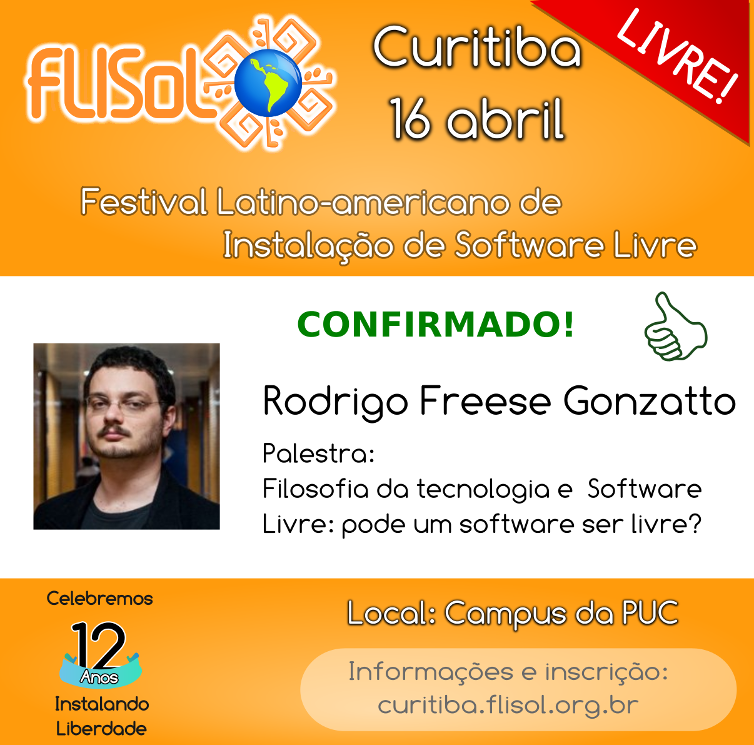 FLISoL
Curitiba
16 abril
LIVRE!
Festival Latino-americano de
Instalação de Software Livre
CONFIRMADO!
Rodrigo Freese Gonzatto
Palestra:
Filosofia da tecnologia e Software
Livre: pode um software ser livre?
Celebremos
12
Anos
Instalando
Liberdade
Local: Campus da PUC
Informações e inscrição:
curitiba.flisol.org.br